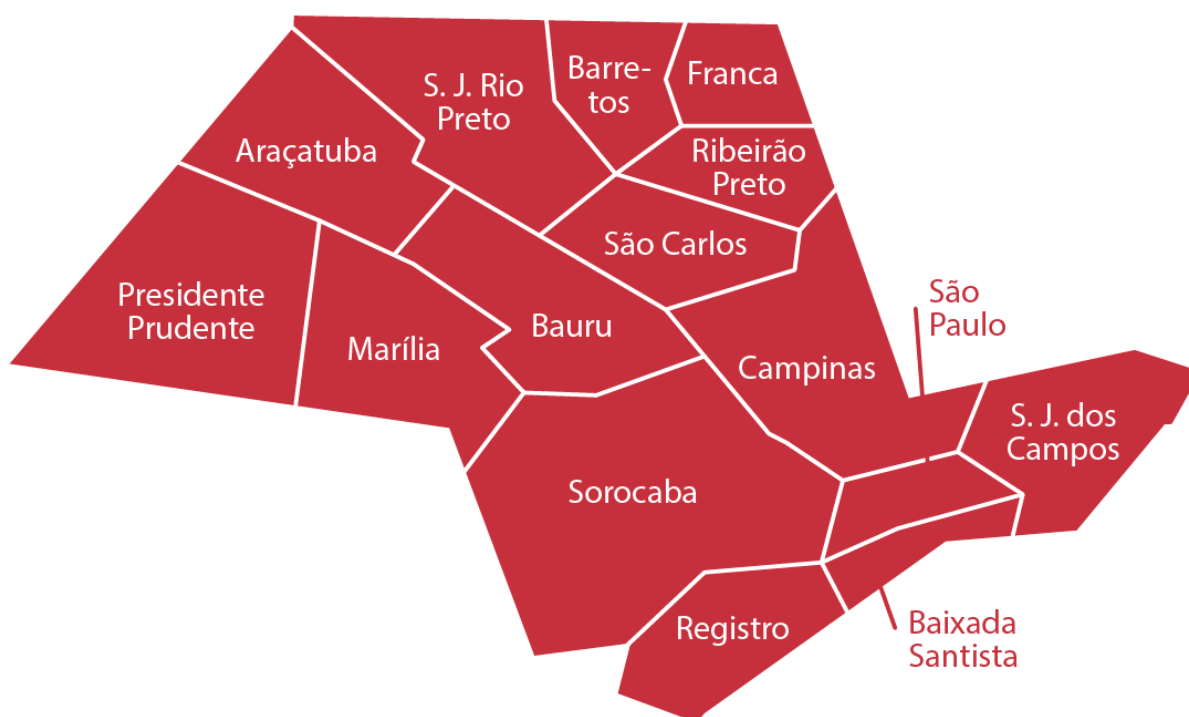 S. J. Rio
Preto
Barre-
tos
Franca
Araçatuba
Ribeirão
Preto
São Carlos
Presidente
Prudente
Marília
Bauru
São
Paulo
Campinas
S. J. dos
Campos
Sorocaba
Registro
Baixada
Santista